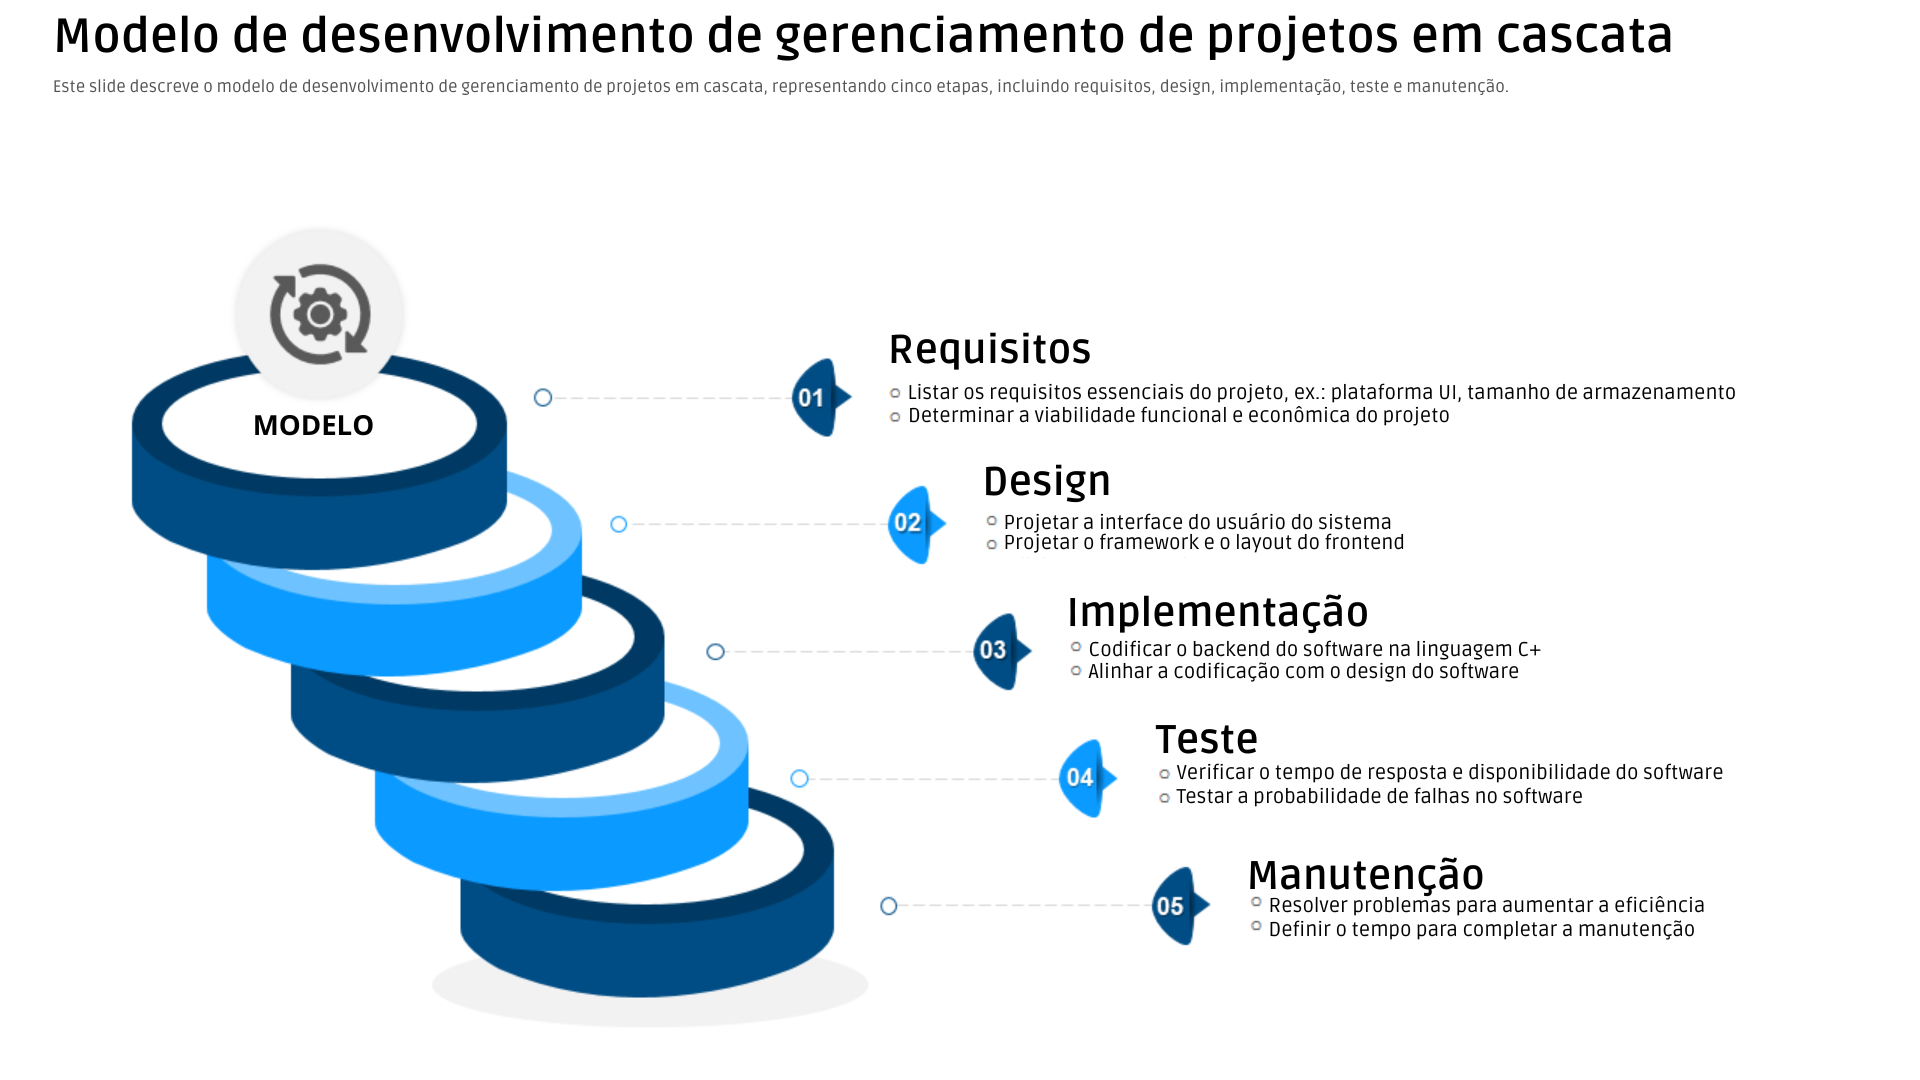 Modelo de desenvolvimento de gerenciamento de projetos em cascata
Este slide descreve o modelo de desenvolvimento de gerenciamento de projetos em cascata, representando cinco etapas, incluindo requisitos, design, implementação, teste e manutenção.
MODELO
01
Requisitos
Listar os requisitos essenciais do projeto, ex.: plataforma UI, tamanho de armazenamento
Determinar a viabilidade funcional e econômica do projeto
02
Design
Projetar a interface do usuário do sistema
Projetar o framework e o layout do frontend
03
Implementação
Codificar o backend do software na linguagem C+
Alinhar a codificação com o design do software
04
Teste
Verificar o tempo de resposta e disponibilidade do software
Testar a probabilidade de falhas no software
05
Manutenção
Resolver problemas para aumentar a eficiência
Definir o tempo para completar a manutenção